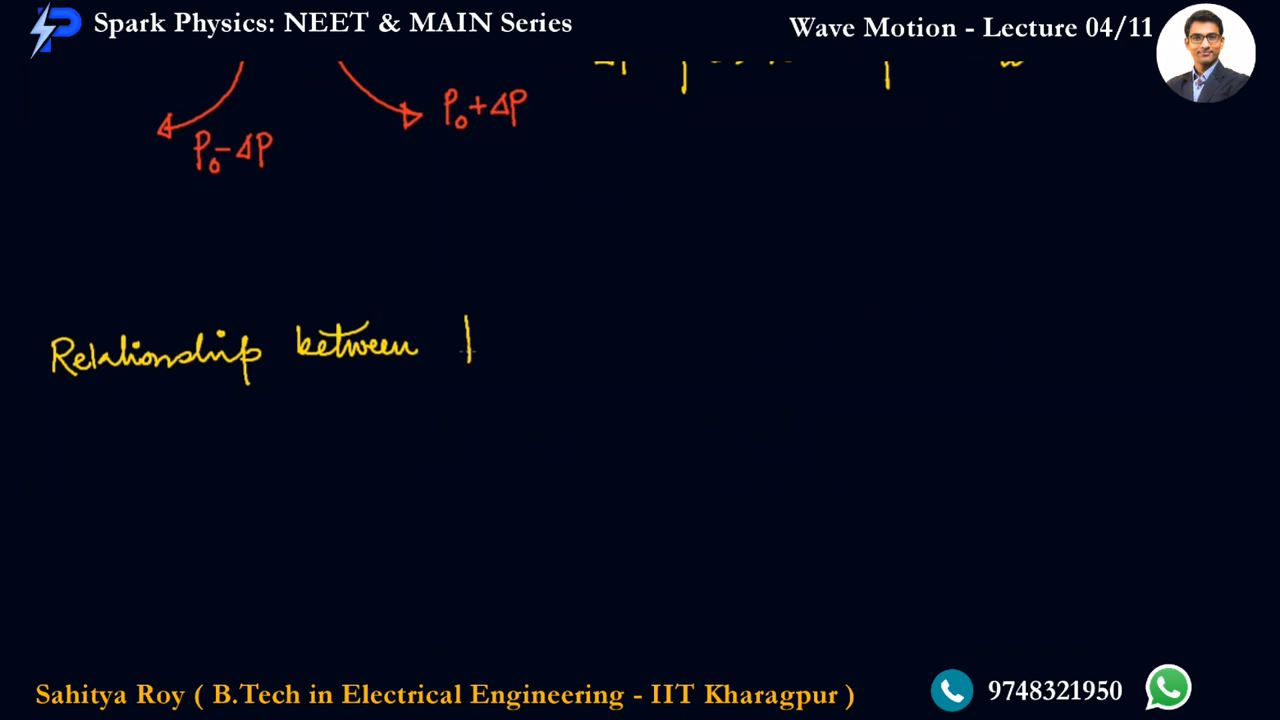 Spark Physics: NEET & MAIN Series
Wave Motion - Lecture 04/11
P₀+ΔP
P₀-ΔP
Relationship between
Sahitya Roy ( B.Tech in Electrical Engineering - IIT Kharagpur )
9748321950